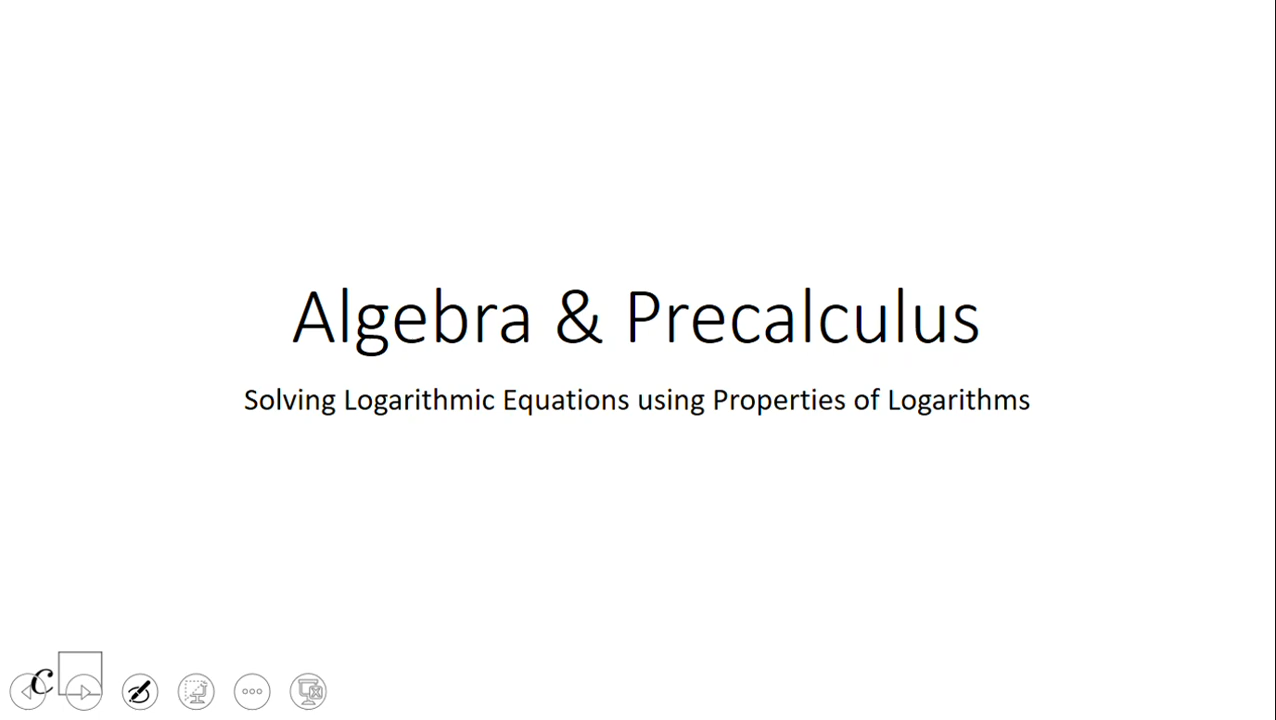 Algebra & Precalculus
Solving Logarithmic Equations using Properties of Logarithms
c